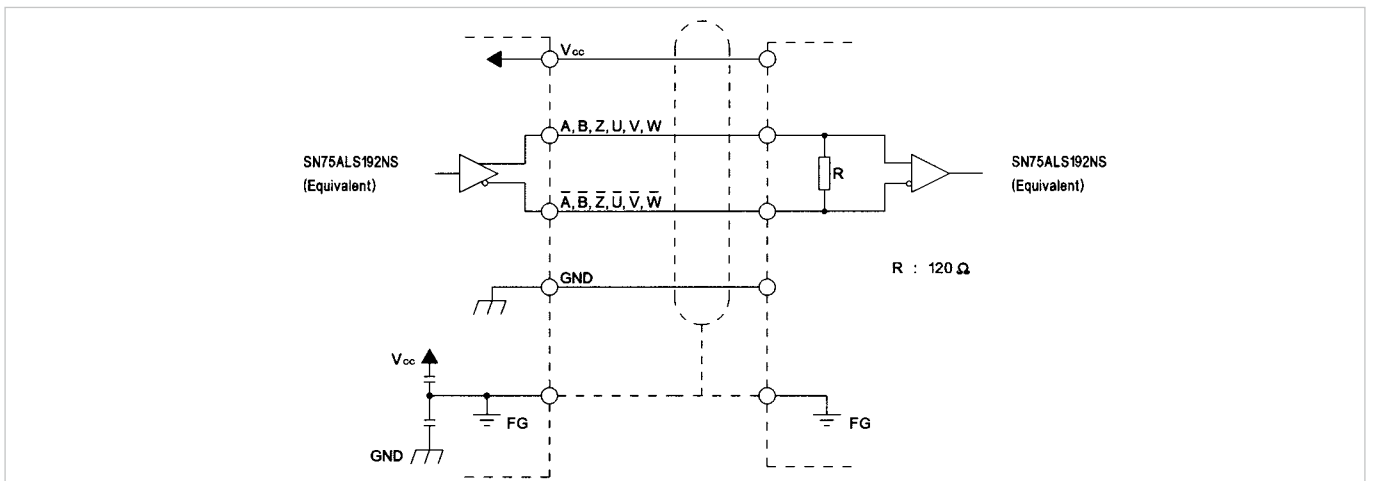 Vcc
A, B, Z, U, V, W
SN75ALS192NS
(Equivalent)
R
SN75ALS192NS
(Equivalent)
A̅, B̅, Z̅, U̅, V̅, W̅
R : 120 Ω
GND
Vcc
FG
FG
GND